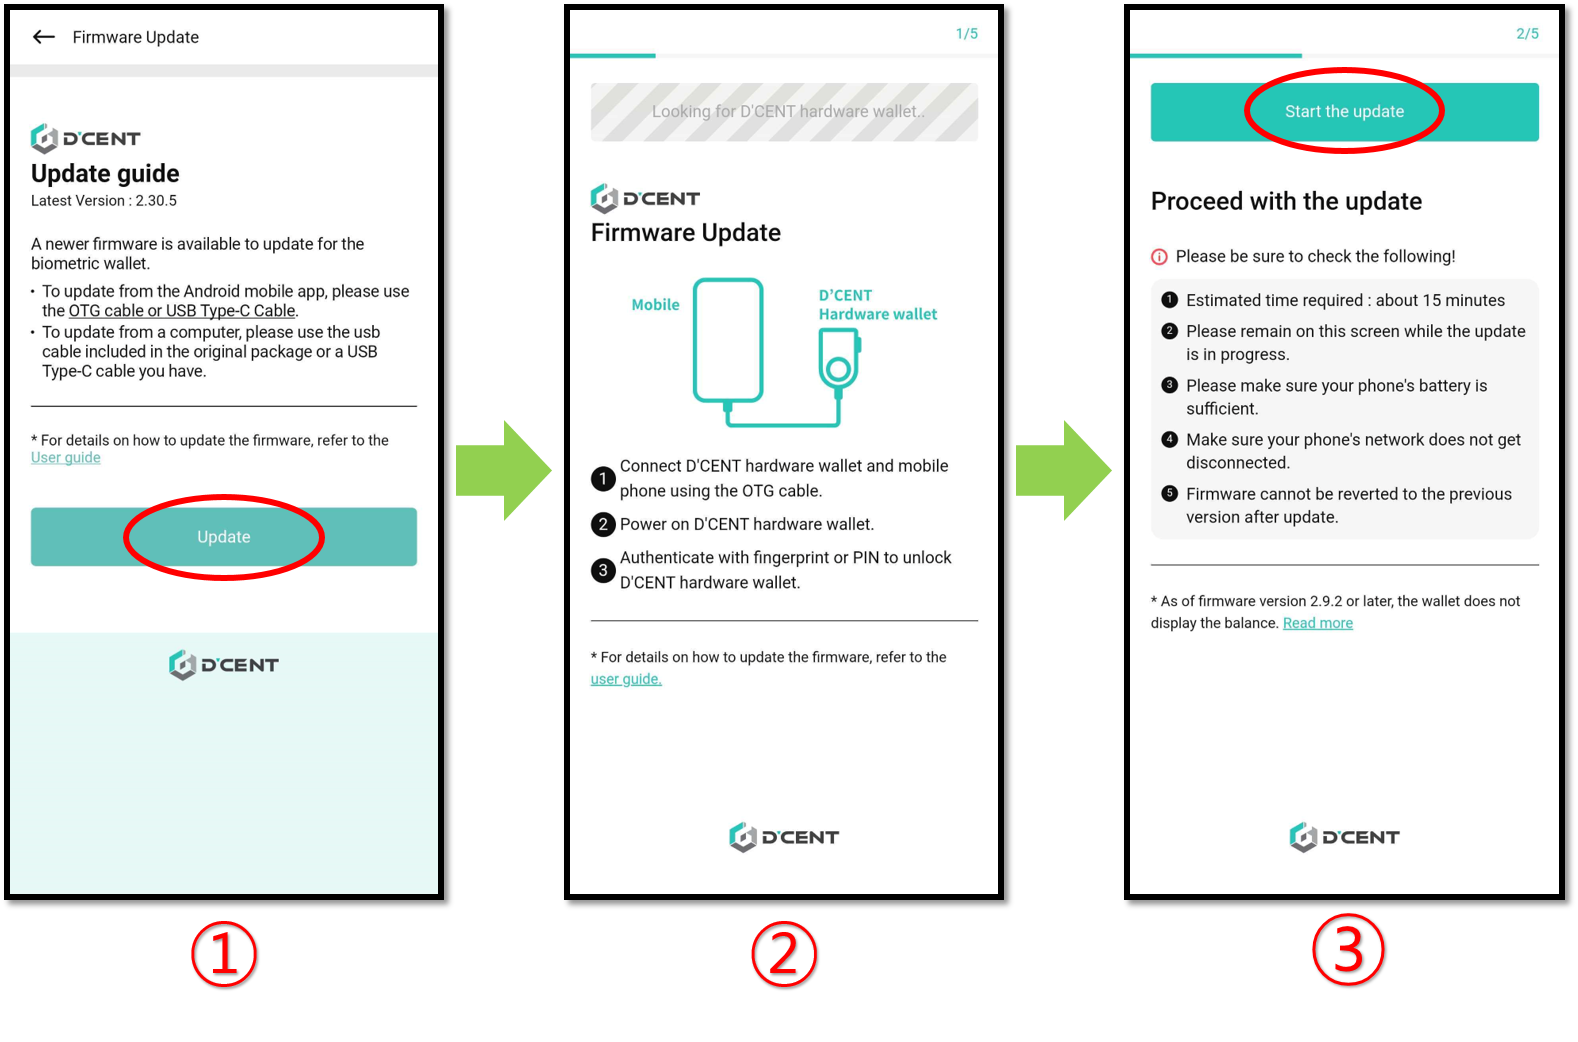 Firmware Update
D'CENT
Update guide
Latest Version : 2.30.5
A newer firmware is available to update for the
biometric wallet.
• To update from the Android mobile app, please use
the OTG cable or USB Type-C Cable.
• To update from a computer, please use the usb
cable included in the original package or a USB
Type-C cable you have.
* For details on how to update the firmware, refer to the
User guide
Update
D'CENT
①
1/5
Looking for D'CENT hardware wallet..
D'CENT
Firmware Update
Mobile
D'CENT
Hardware wallet
1 Connect D'CENT hardware wallet and mobile
phone using the OTG cable.
2 Power on D'CENT hardware wallet.
3 Authenticate with fingerprint or PIN to unlock
D'CENT hardware wallet.
* For details on how to update the firmware, refer to the
user guide.
D'CENT
②
2/5
Start the update
Proceed with the update
Please be sure to check the following!
1 Estimated time required : about 15 minutes
2 Please remain on this screen while the update
is in progress.
3 Please make sure your phone's battery is
sufficient.
4 Make sure your phone's network does not get
disconnected.
5 Firmware cannot be reverted to the previous
version after update.
* As of firmware version 2.9.2 or later, the wallet does not
display the balance. Read more
D'CENT
③